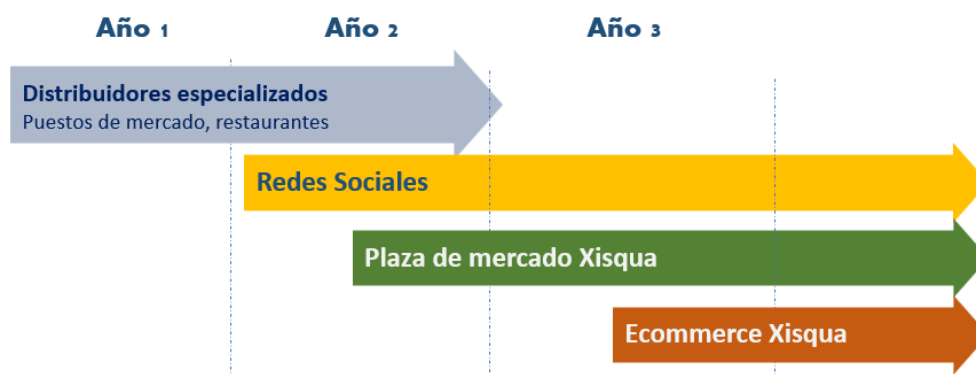 Año 1 Año 2 Año 3
Distribuidores especializados
Puestos de mercado, restaurantes
Redes Sociales
Plaza de mercado Xisqua
Ecommerce Xisqua